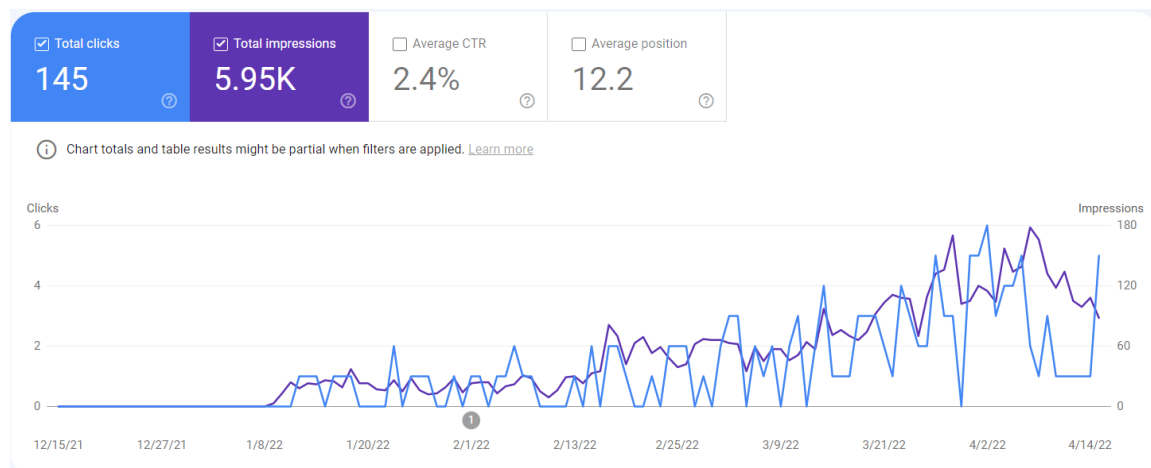 Total clicks
145
Total impressions
5.95K
Average CTR
2.4%
Average position
12.2
Chart totals and table results might be partial when filters are applied. Learn more
Clicks Impressions
6 180
4 120
2 60
0 0
1
12/15/21 12/27/21 1/8/22 1/20/22 2/1/22 2/13/22 2/25/22 3/9/22 3/21/22 4/2/22 4/14/22